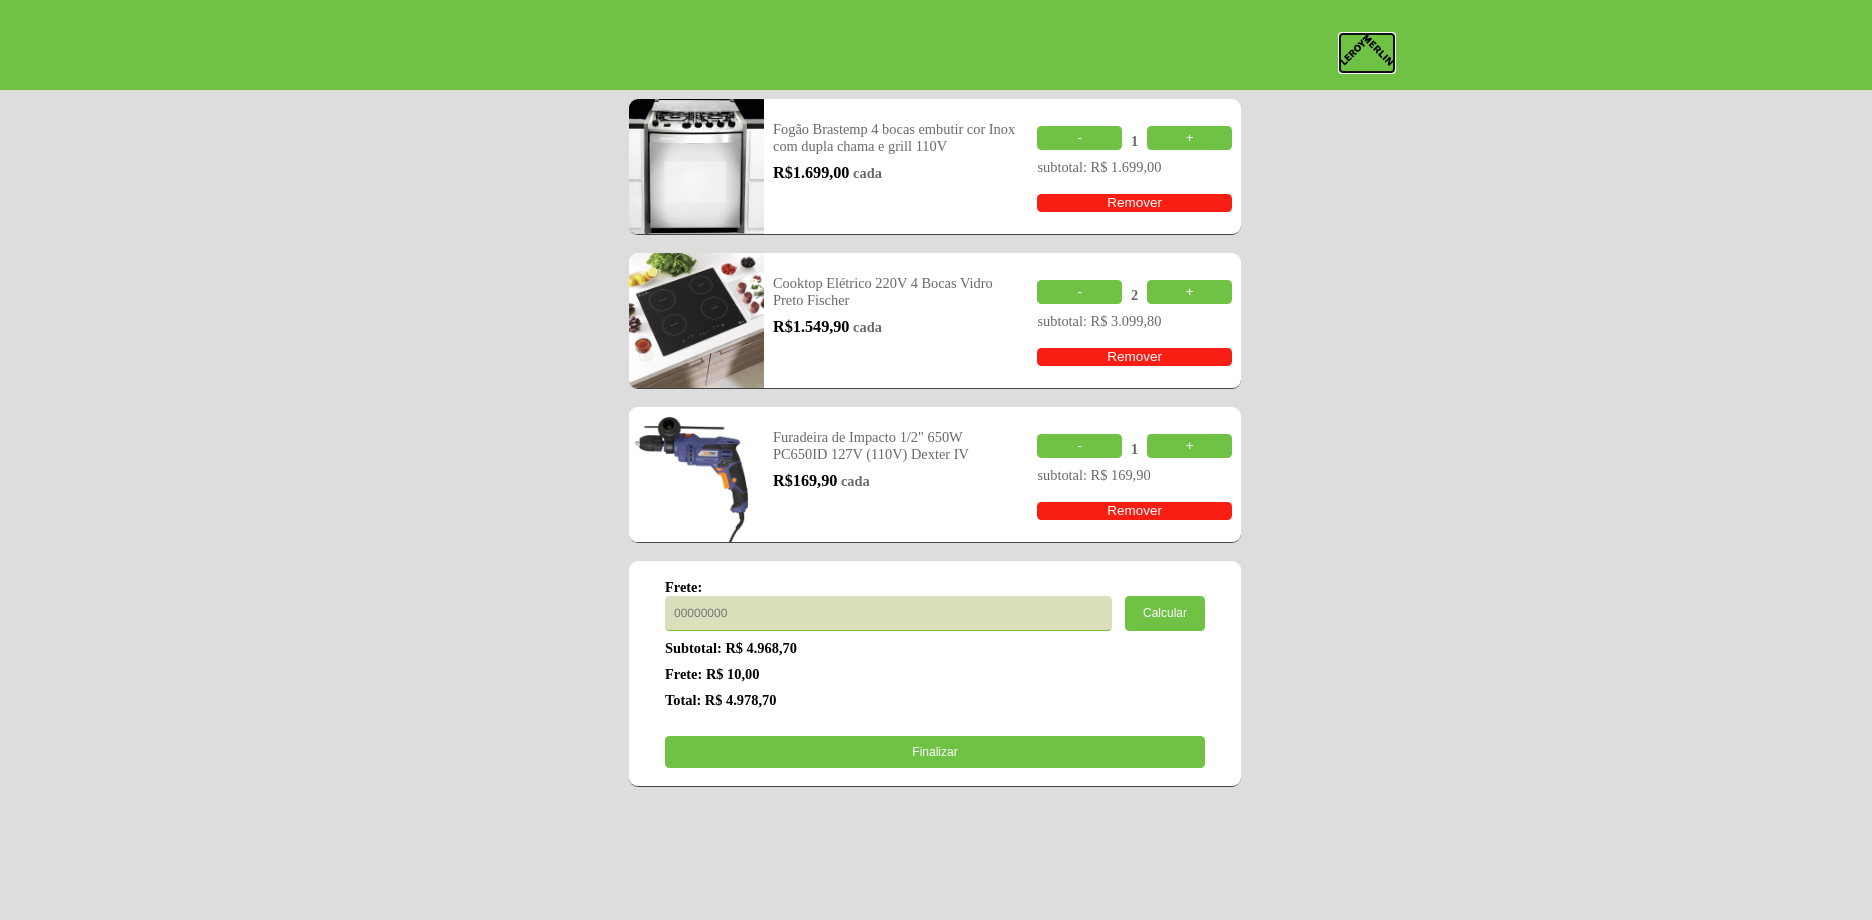 LEROY MERLIN
Fogão Brastemp 4 bocas embutir cor Inox
com dupla chama e grill 110V
R$1.699,00 cada
- 1 +
subtotal: R$ 1.699,00
Remover
Cooktop Elétrico 220V 4 Bocas Vidro
Preto Fischer
R$1.549,90 cada
- 2 +
subtotal: R$ 3.099,80
Remover
Furadeira de Impacto 1/2" 650W
PC650ID 127V (110V) Dexter IV
R$169,90 cada
- 1 +
subtotal: R$ 169,90
Remover
Frete:
00000000
Calcular
Subtotal: R$ 4.968,70
Frete: R$ 10,00
Total: R$ 4.978,70
Finalizar